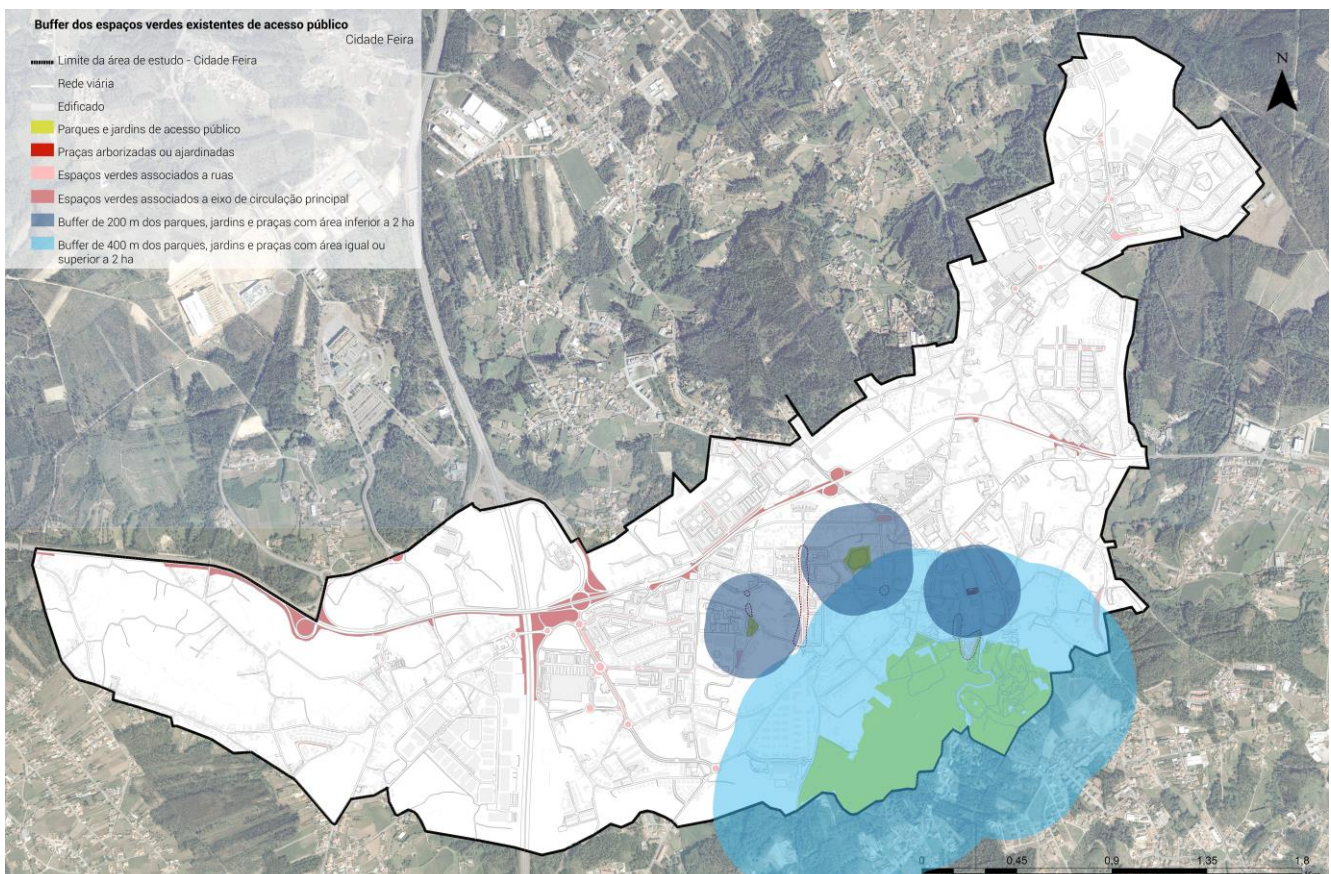 Buffer dos espaços verdes existentes de acesso público
Cidade Feira
Limite da área de estudo - Cidade Feira
Rede viária
Edificado
Parques e jardins de acesso público
Praças arborizadas ou ajardinadas
Espaços verdes associados a ruas
Espaços verdes associados a eixo de circulação principal
Buffer de 200 m dos parques, jardins e praças com área inferior a 2 ha
Buffer de 400 m dos parques, jardins e praças com área igual ou
superior a 2 ha
N
0 0,45 0,9 1,35 1,8